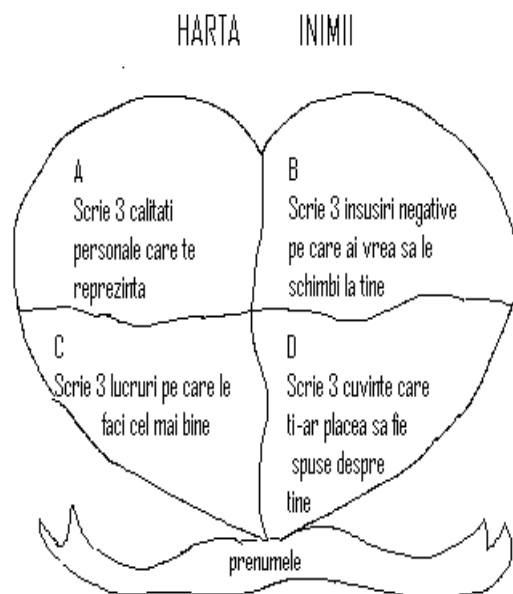 HARTA INIMII
A
Scrie 3 calitati
personale care te
reprezinta
B
Scrie 3 insusiri negative
pe care ai vrea sa le
schimbi la tine
C
Scrie 3 lucruri pe care le
faci cel mai bine
D
Scrie 3 cuvinte care
ti-ar placea sa fie
spuse despre
tine
prenumele